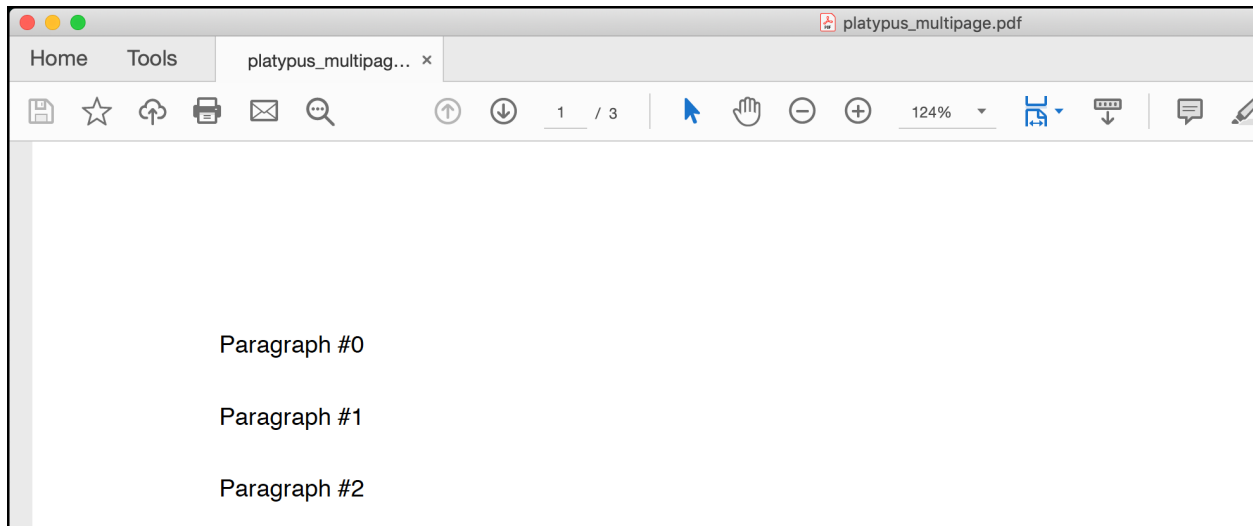 platypus_multipage.pdf
Home Tools platypus_multipag... ×
1 / 3 124%
Paragraph #0
Paragraph #1
Paragraph #2